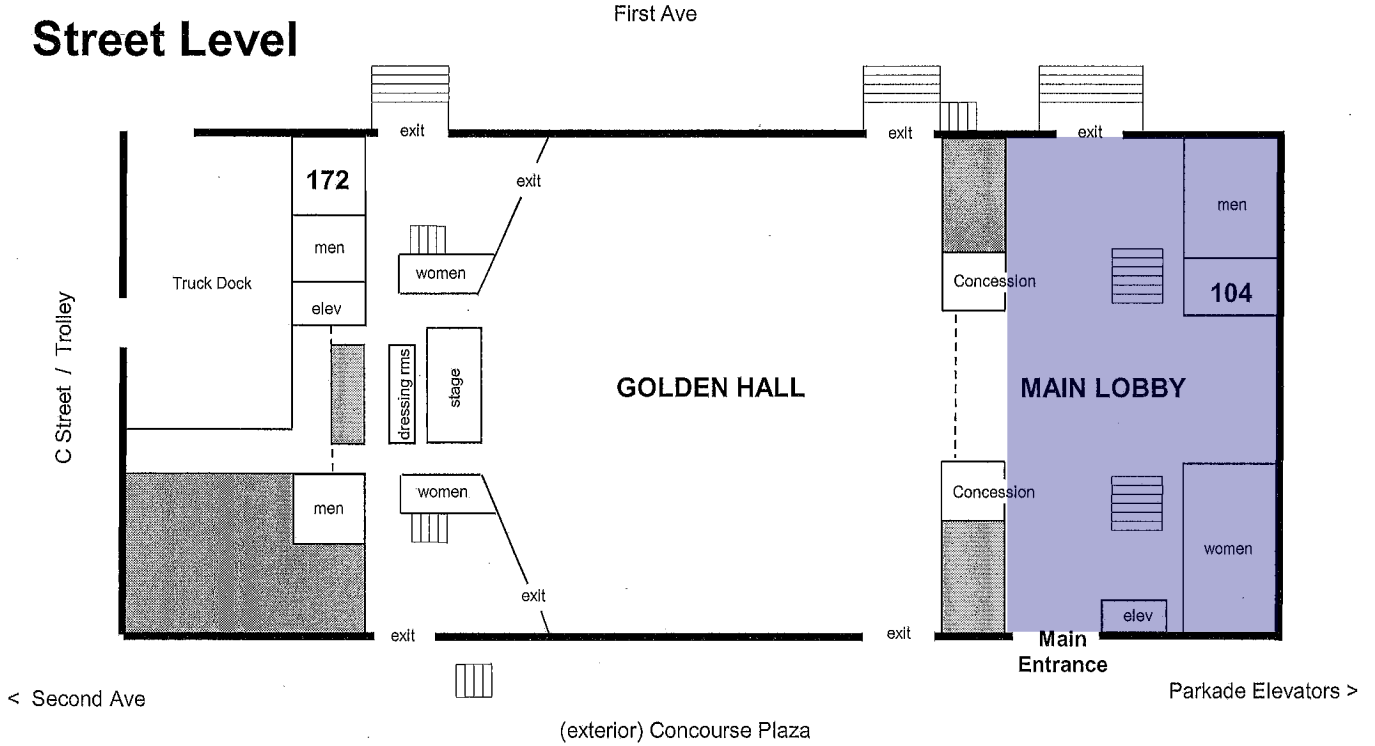 First Ave
Street Level
exit
exit
exit
172
exit
men
men
women
Truck Dock
Concession
104
elev
C Street / Trolley
dressing rms
stage
GOLDEN HALL
MAIN LOBBY
women
Concession
men
women
exit
elev
exit
exit
Main
Entrance
< Second Ave
Parkade Elevators >
(exterior) Concourse Plaza